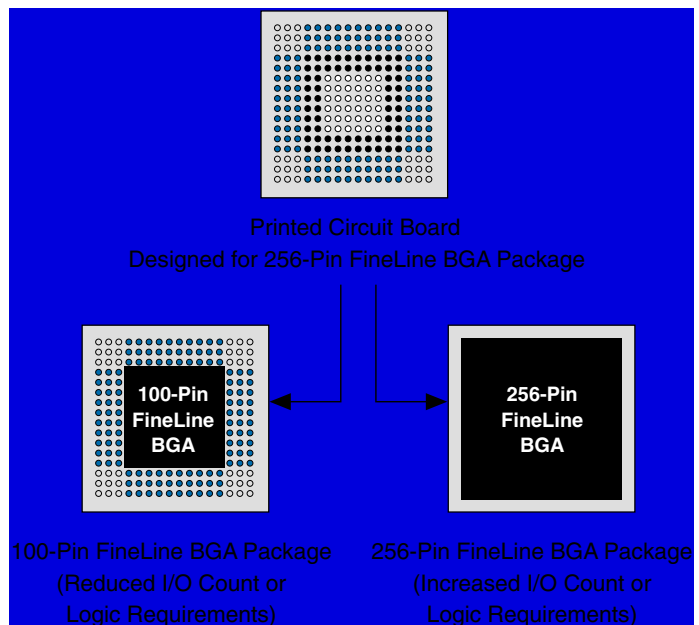 Printed Circuit Board
Designed for 256-Pin FineLine BGA Package
100-Pin
FineLine
BGA
256-Pin
FineLine
BGA
100-Pin FineLine BGA Package
(Reduced I/O Count or
Logic Requirements)
256-Pin FineLine BGA Package
(Increased I/O Count or
Logic Requirements)